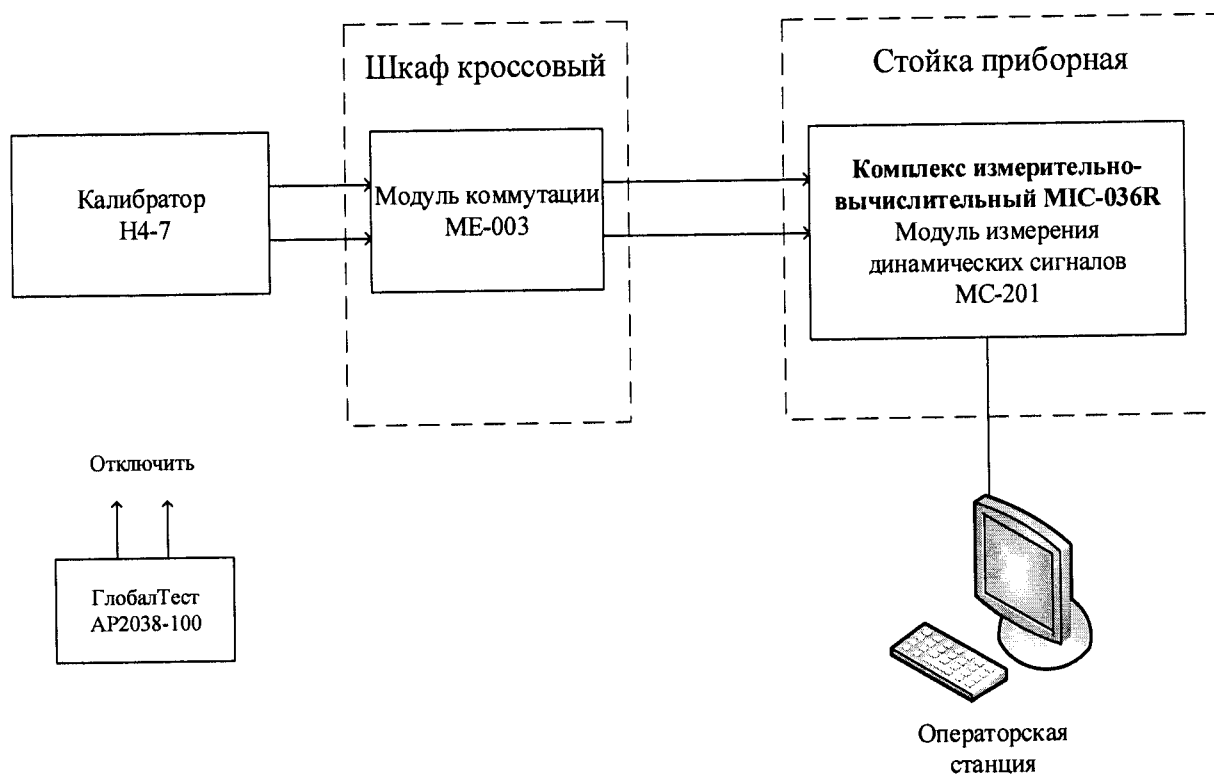 Шкаф кроссовый
Стойка приборная
Калибратор
Н4-7
Модуль коммутации
МЕ-003
Комплекс измерительно-
вычислительный MIC-036R
Модуль измерения
динамических сигналов
МС-201
Отключить
ГлобалТест
АР2038-100
Операторская
станция